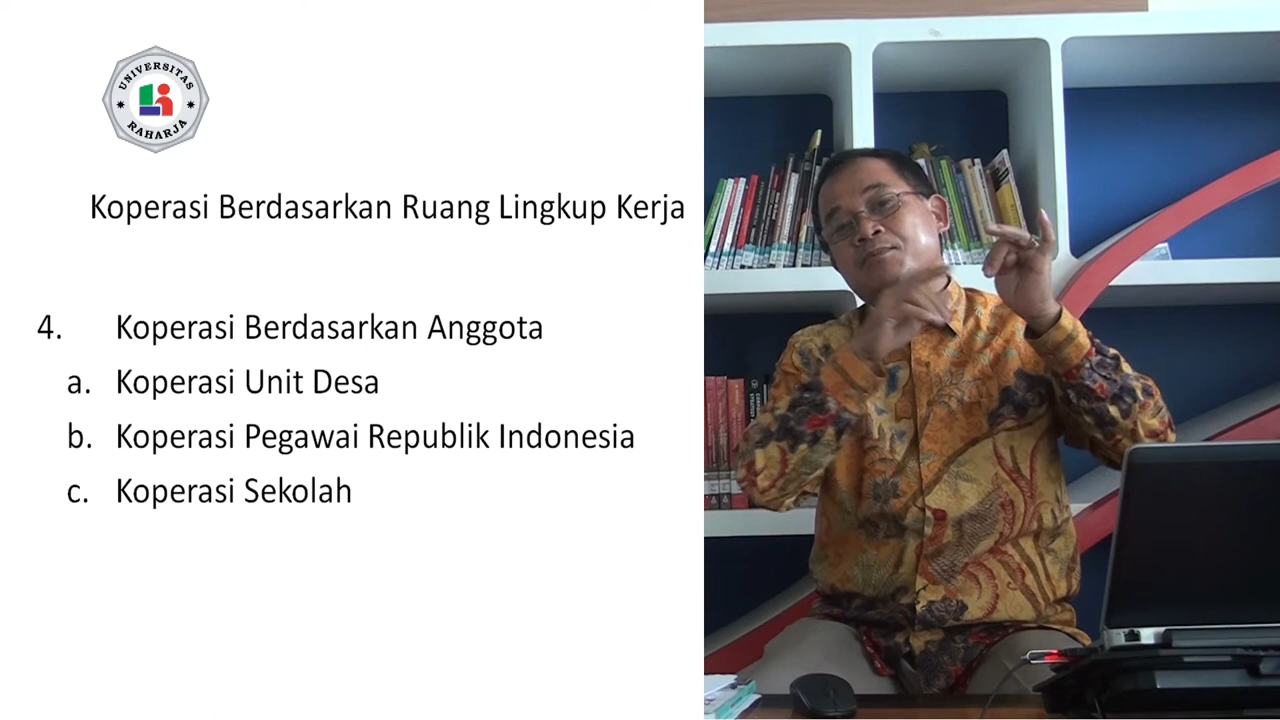 UNIVERSITAS
RAHARJA
Koperasi Berdasarkan Ruang Lingkup Kerja
4. Koperasi Berdasarkan Anggota
a. Koperasi Unit Desa
b. Koperasi Pegawai Republik Indonesia
c. Koperasi Sekolah